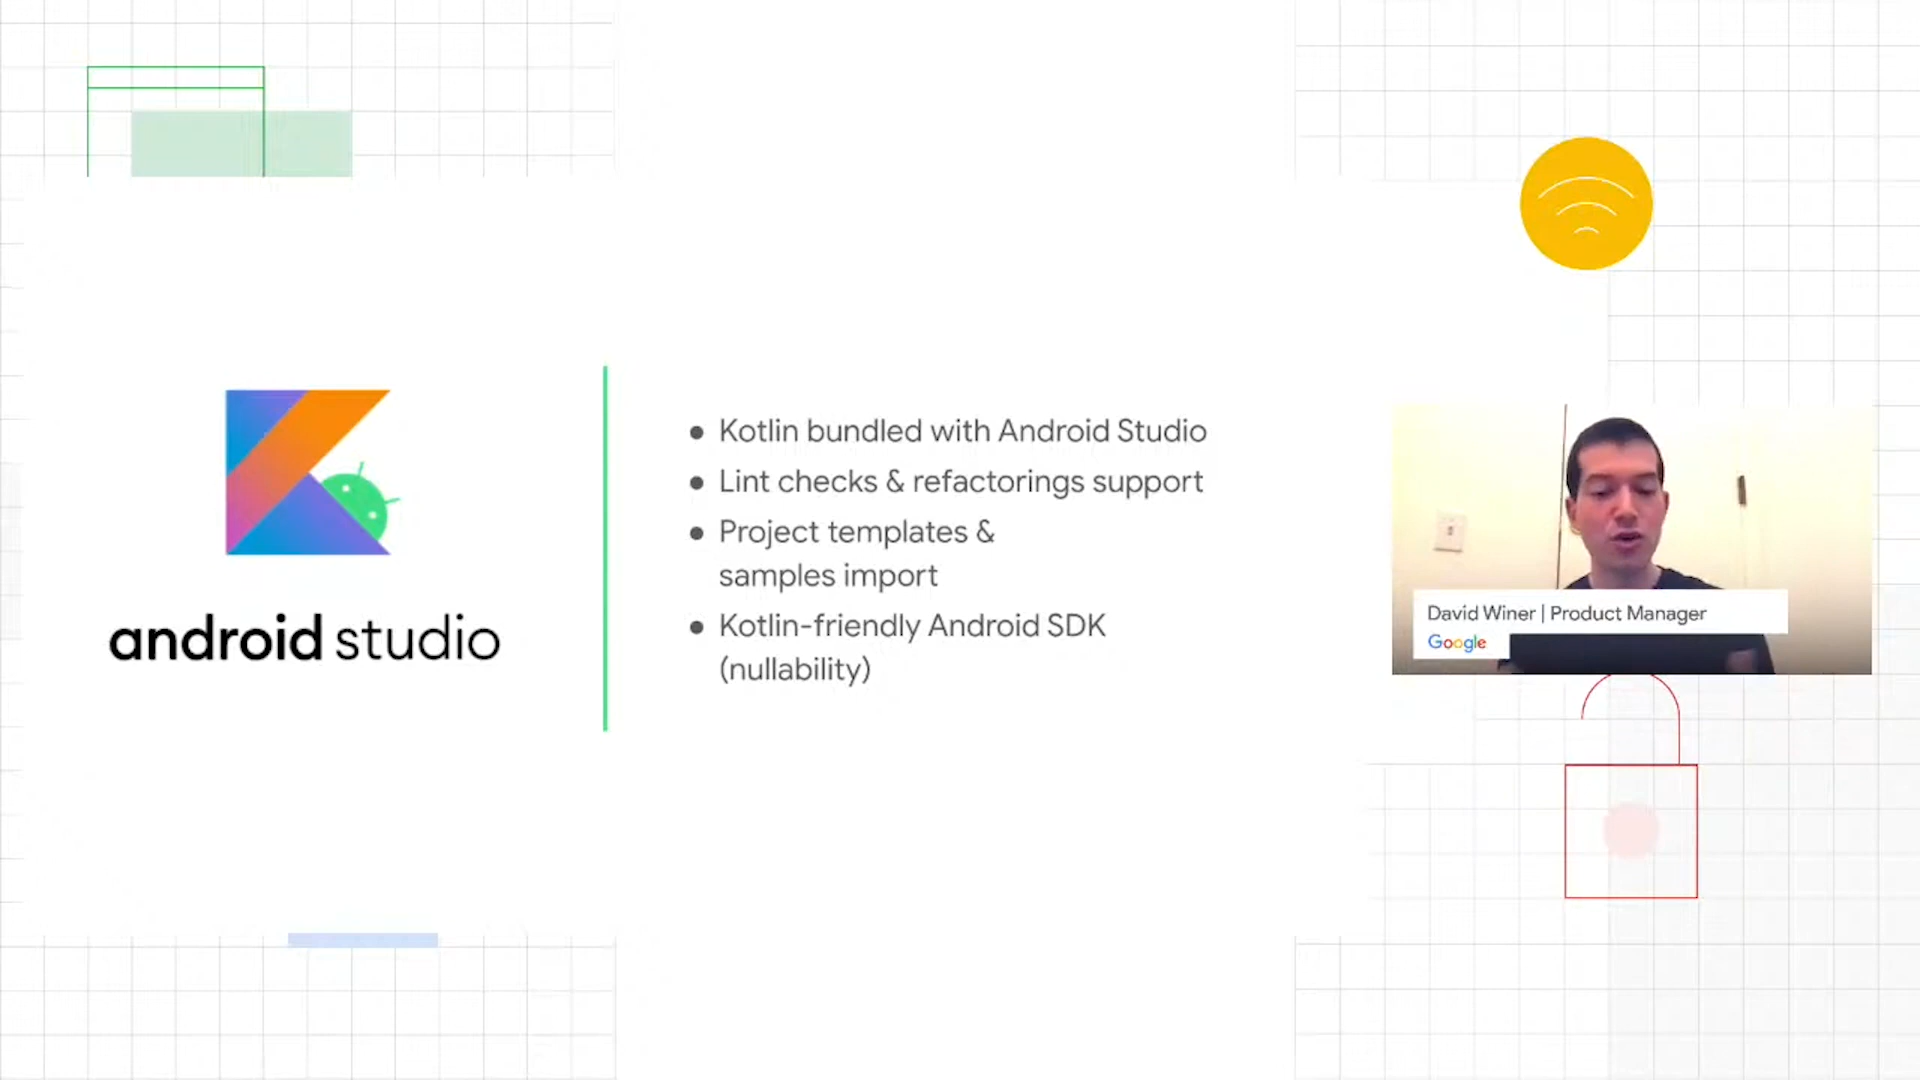 android studio
● Kotlin bundled with Android Studio
● Lint checks & refactorings support
● Project templates &
samples import
● Kotlin-friendly Android SDK
(nullability)
David Winer | Product Manager
Google